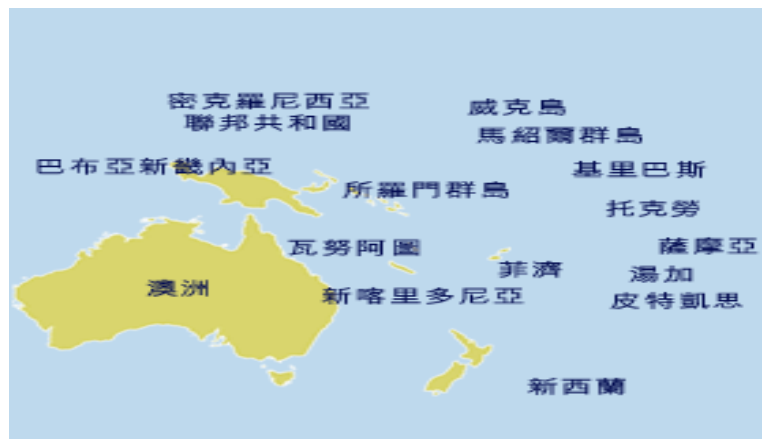 密克羅尼西亞
聯邦共和國
威克島
馬紹爾群島
巴布亞新畿內亞
基里巴斯
所羅門群島
托克勞
瓦努阿圖
薩摩亞
菲濟
湯加
澳洲
新喀里多尼亞
皮特凱思
新西蘭